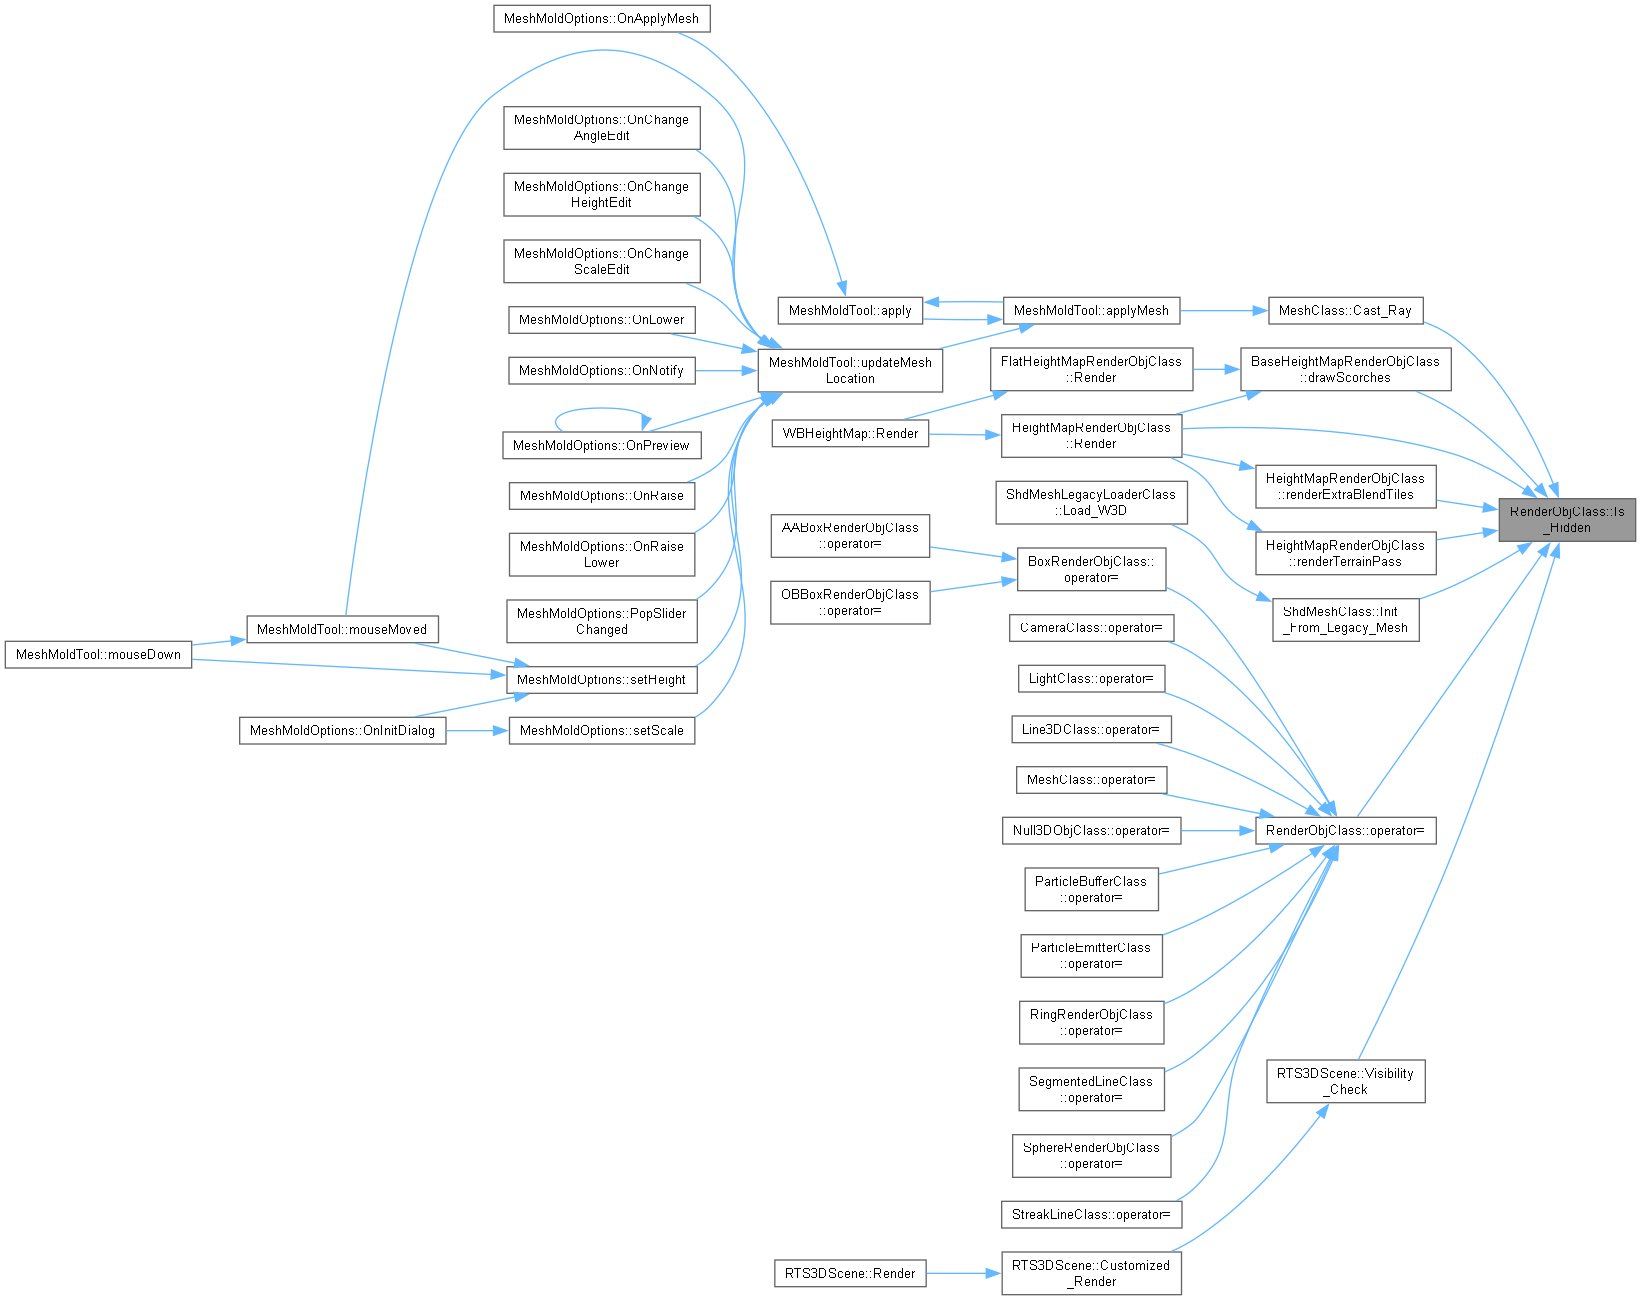 MeshMoldOptions::OnApplyMesh
MeshMoldOptions::OnChange
AngleEdit
MeshMoldOptions::OnChange
HeightEdit
MeshMoldOptions::OnChange
ScaleEdit
MeshMoldOptions::OnLower
MeshMoldOptions::OnNotify
MeshMoldOptions::OnPreview
MeshMoldOptions::OnRaise
MeshMoldOptions::OnRaise
Lower
MeshMoldOptions::PopSlider
Changed
MeshMoldTool::mouseMoved
MeshMoldTool::mouseDown
MeshMoldOptions::setHeight
MeshMoldOptions::OnInitDialog
MeshMoldOptions::setScale
MeshMoldTool::apply
MeshMoldTool::updateMesh
Location
WBHeightMap::Render
AABoxRenderObjClass
::operator=
OBBoxRenderObjClass
::operator=
MeshMoldTool::applyMesh
FlatHeightMapRenderObjClass
::Render
HeightMapRenderObjClass
::Render
ShdMeshLegacyLoaderClass
::Load_W3D
BoxRenderObjClass::
operator=
CameraClass::operator=
LightClass::operator=
Line3DClass::operator=
MeshClass::operator=
Null3DObjClass::operator=
ParticleBufferClass
::operator=
ParticleEmitterClass
::operator=
RingRenderObjClass
::operator=
SegmentedLineClass
::operator=
SphereRenderObjClass
::operator=
StreakLineClass::operator=
RTS3DScene::Customized
_Render
RTS3DScene::Render
MeshClass::Cast_Ray
BaseHeightMapRenderObjClass
::drawScorches
HeightMapRenderObjClass
::renderExtraBlendTiles
HeightMapRenderObjClass
::renderTerrainPass
ShdMeshClass::Init
_From_Legacy_Mesh
RenderObjClass::operator=
RTS3DScene::Visibility
_Check
RenderObjClass::Is
_Hidden